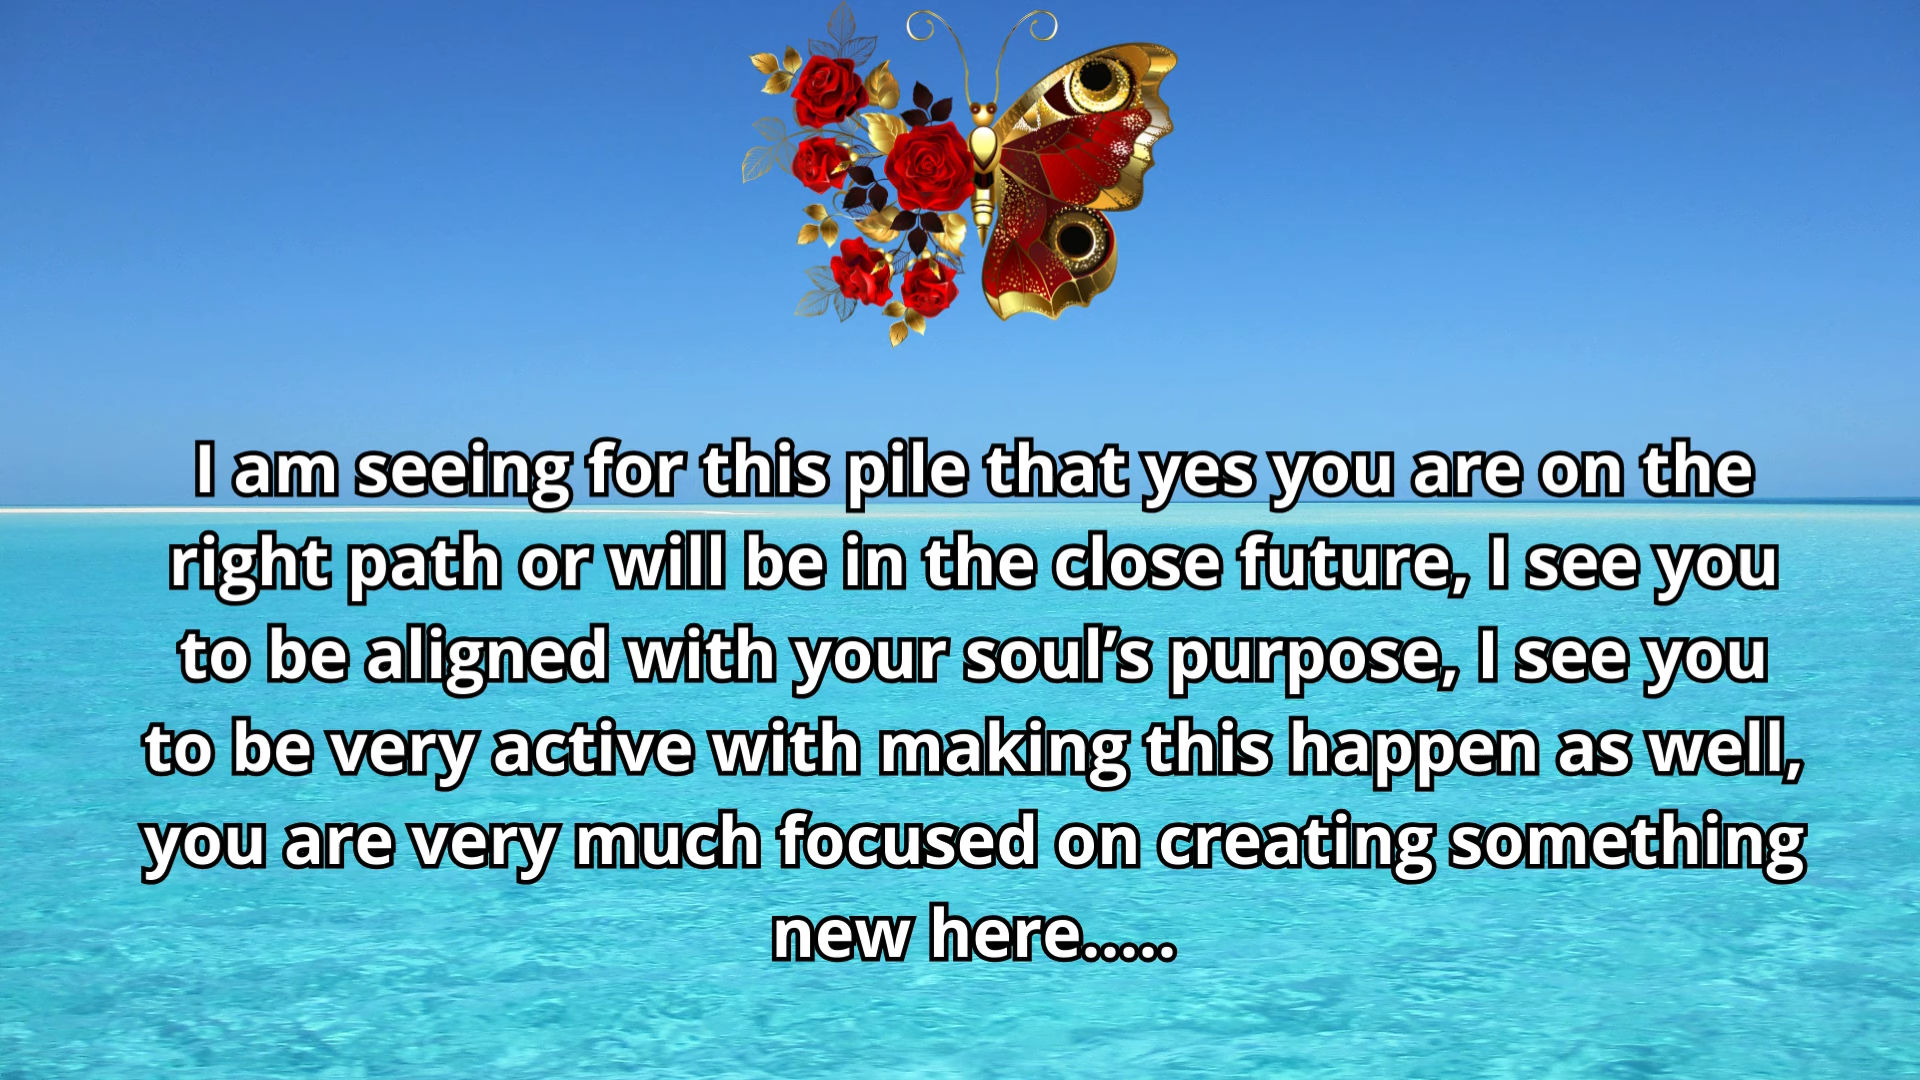 I am seeing for this pile that yes you are on the
right path or will be in the close future, I see you
to be aligned with your soul’s purpose, I see you
to be very active with making this happen as well,
you are very much focused on creating something
new here.....